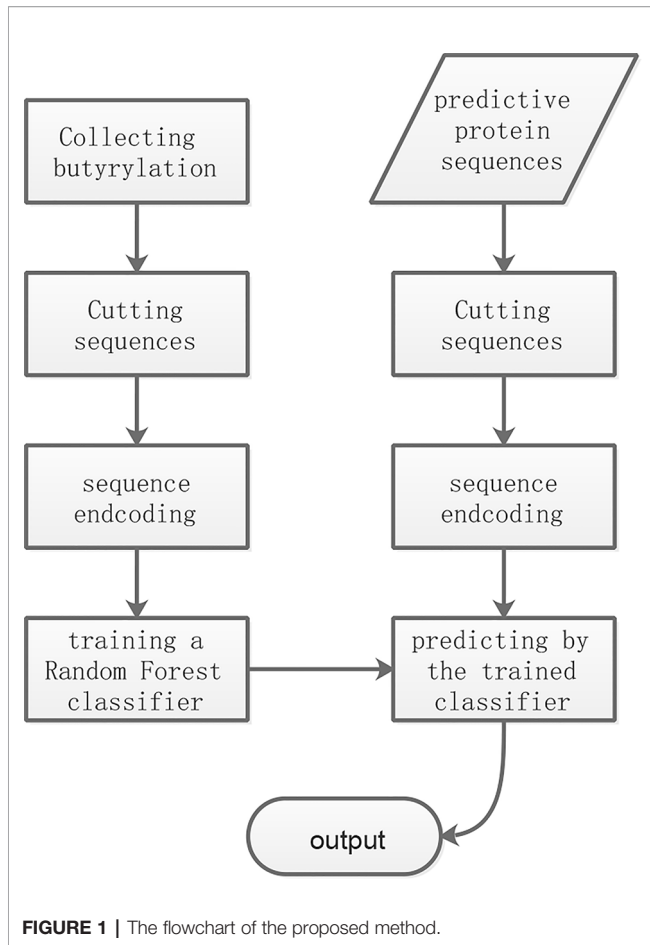 Collecting
butyrylation
Cutting
sequences
sequence
endcoding
training a
Random Forest
classifier
predictive
protein
sequences
Cutting
sequences
sequence
endcoding
predicting by
the trained
classifier
output
FIGURE 1 | The flowchart of the proposed method.